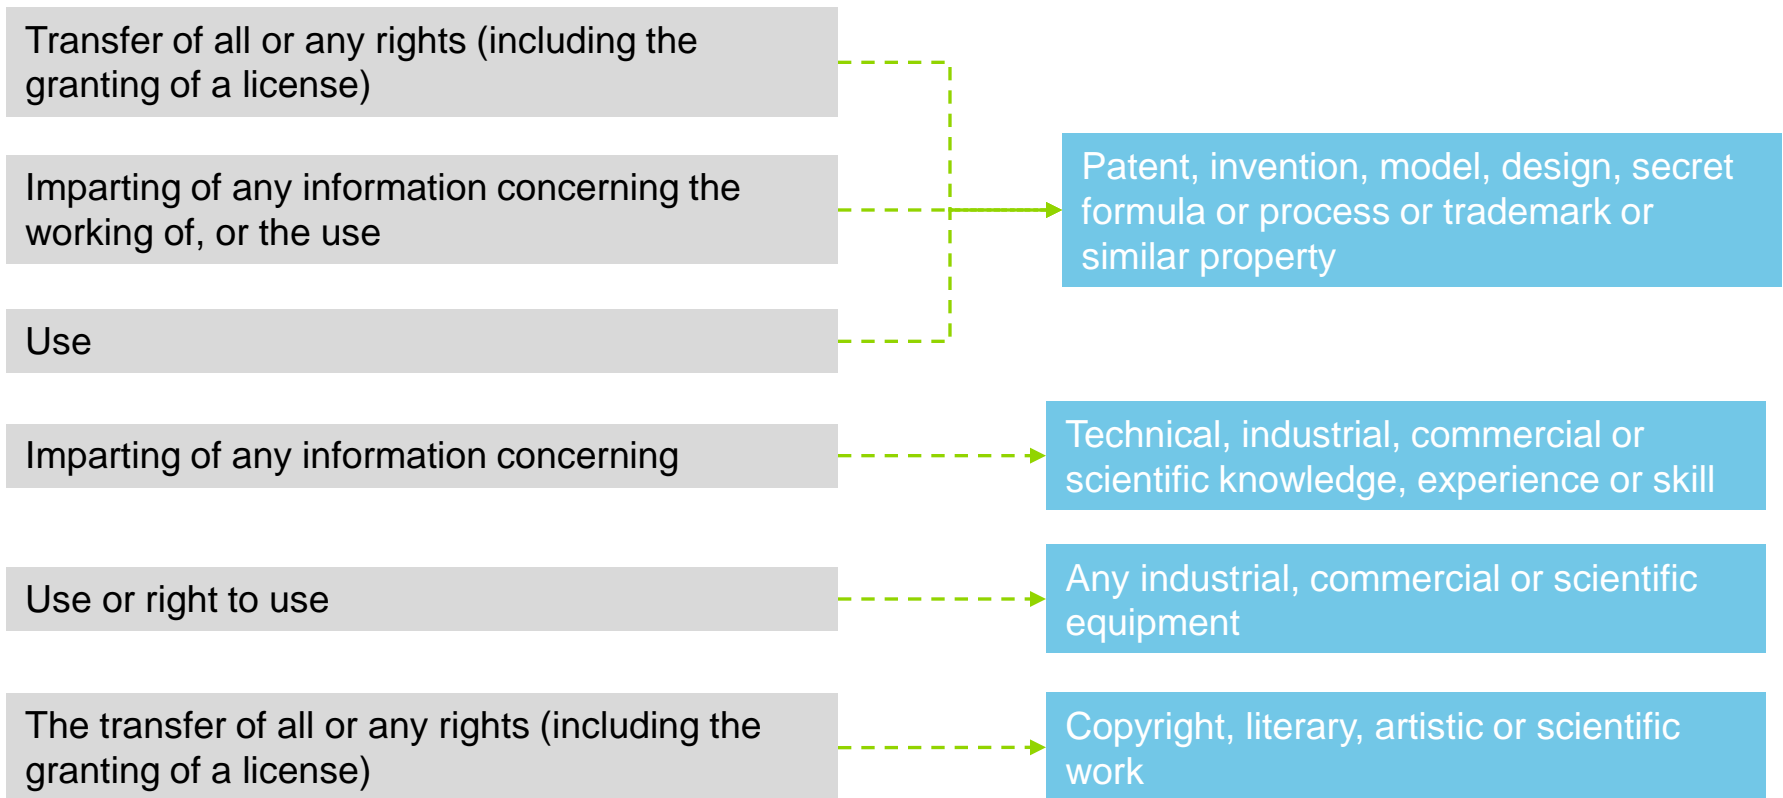 Transfer of all or any rights (including the
granting of a license)
Imparting of any information concerning the
working of, or the use
Use
Patent, invention, model, design, secret
formula or process or trademark or
similar property
Imparting of any information concerning
Technical, industrial, commercial or
scientific knowledge, experience or skill
Use or right to use
Any industrial, commercial or scientific
equipment
The transfer of all or any rights (including the
granting of a license)
Copyright, literary, artistic or scientific
work